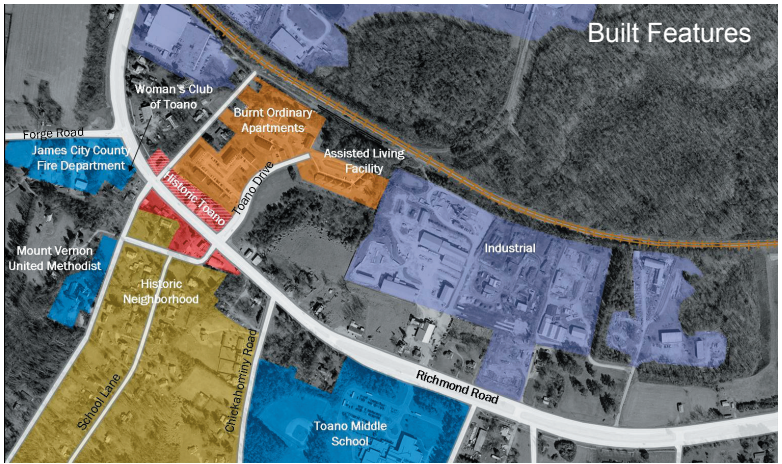 Built Features
Woman's Club
of Toano
Burnt Ordinary
Apartments
Forge Road
James City County
Fire Department
Assisted Living
Facility
Historic Toano
Toano Drive
Mount Vernon
United Methodist
Industrial
Historic
Neighborhood
School Lane
Chickahominy Road
Richmond Road
Toano Middle
School